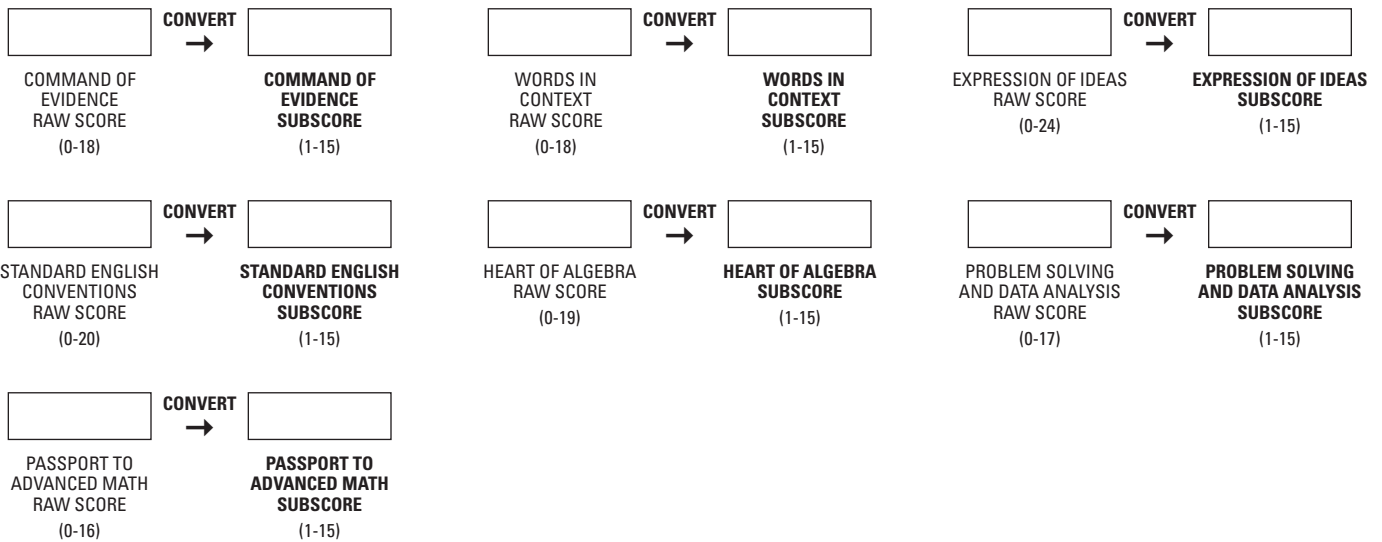 CONVERT
→
COMMAND OF
EVIDENCE
RAW SCORE
(0-18)
COMMAND OF
EVIDENCE
SUBSCORE
(1-15)
CONVERT
→
WORDS IN
CONTEXT
RAW SCORE
(0-18)
WORDS IN
CONTEXT
SUBSCORE
(1-15)
CONVERT
→
EXPRESSION OF IDEAS
RAW SCORE
(0-24)
EXPRESSION OF IDEAS
SUBSCORE
(1-15)
CONVERT
→
STANDARD ENGLISH
CONVENTIONS
RAW SCORE
(0-20)
STANDARD ENGLISH
CONVENTIONS
SUBSCORE
(1-15)
CONVERT
→
HEART OF ALGEBRA
RAW SCORE
(0-19)
HEART OF ALGEBRA
SUBSCORE
(1-15)
CONVERT
→
PROBLEM SOLVING
AND DATA ANALYSIS
RAW SCORE
(0-17)
PROBLEM SOLVING
AND DATA ANALYSIS
SUBSCORE
(1-15)
CONVERT
→
PASSPORT TO
ADVANCED MATH
RAW SCORE
(0-16)
PASSPORT TO
ADVANCED MATH
SUBSCORE
(1-15)